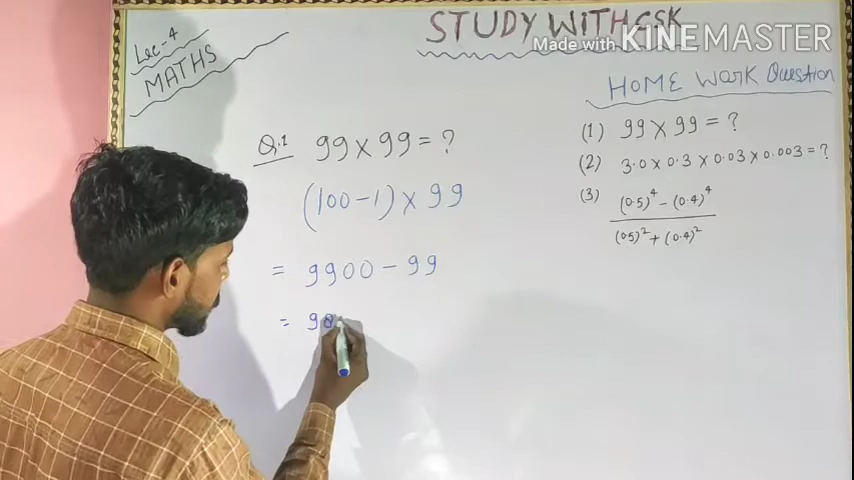 Lec-4
MATHS
STUDY WITH GSK
Made with KINEMASTER
HOME WORK Question
Q.1 99 × 99 = ?
(100 - 1) × 99
= 9900 - 99
= 98
(1) 99 × 99 = ?
(2) 3.0 × 0.3 × 0.03 × 0.003 = ?
(3) (0.5)⁴ - (0.4)⁴
(0.5)² + (0.4)²